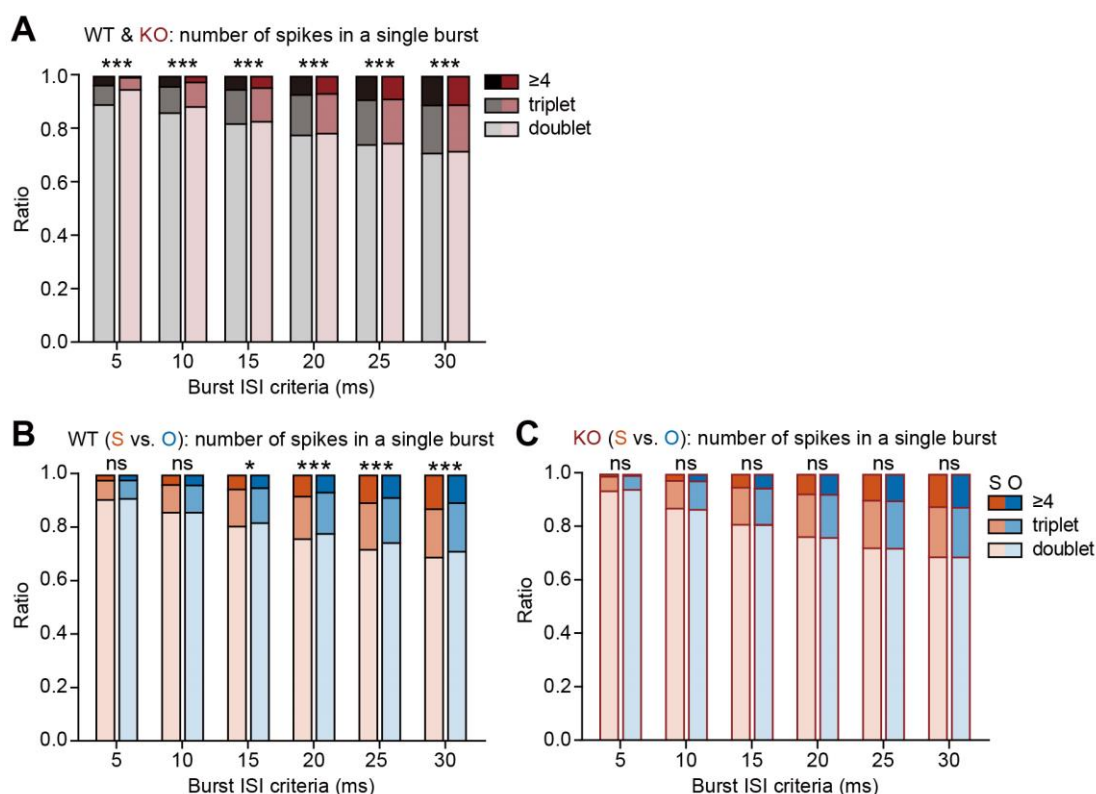 A
WT & KO: number of spikes in a single burst
*** *** *** *** *** ***
≥4
triplet
doublet
1.0
0.8
0.6
0.4
0.2
0.0
Ratio
5 10 15 20 25 30
Burst ISI criteria (ms)
B
WT (S vs. O): number of spikes in a single burst
ns ns * *** *** ***
1.0
0.8
0.6
0.4
0.2
0.0
Ratio
5 10 15 20 25 30
Burst ISI criteria (ms)
C
KO (S vs. O): number of spikes in a single burst
ns ns ns ns ns ns
S O
≥4
triplet
doublet
1.0
0.8
0.6
0.4
0.2
0.0
Ratio
5 10 15 20 25 30
Burst ISI criteria (ms)